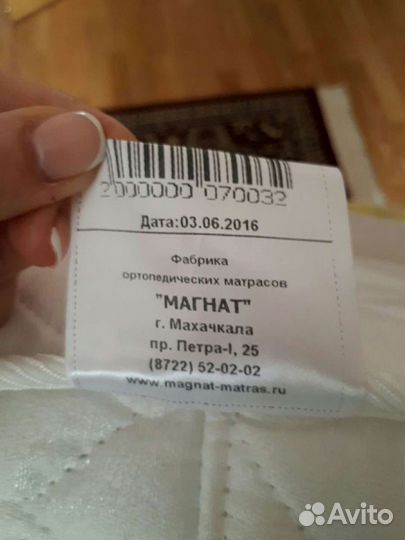 2000000 070032
Дата:03.06.2016
Фабрика
ортопедических матрасов
"МАГНАТ"
г. Махачкала
пр. Петра-I, 25
(8722) 52-02-02
www.magnat-matras.ru
Avito